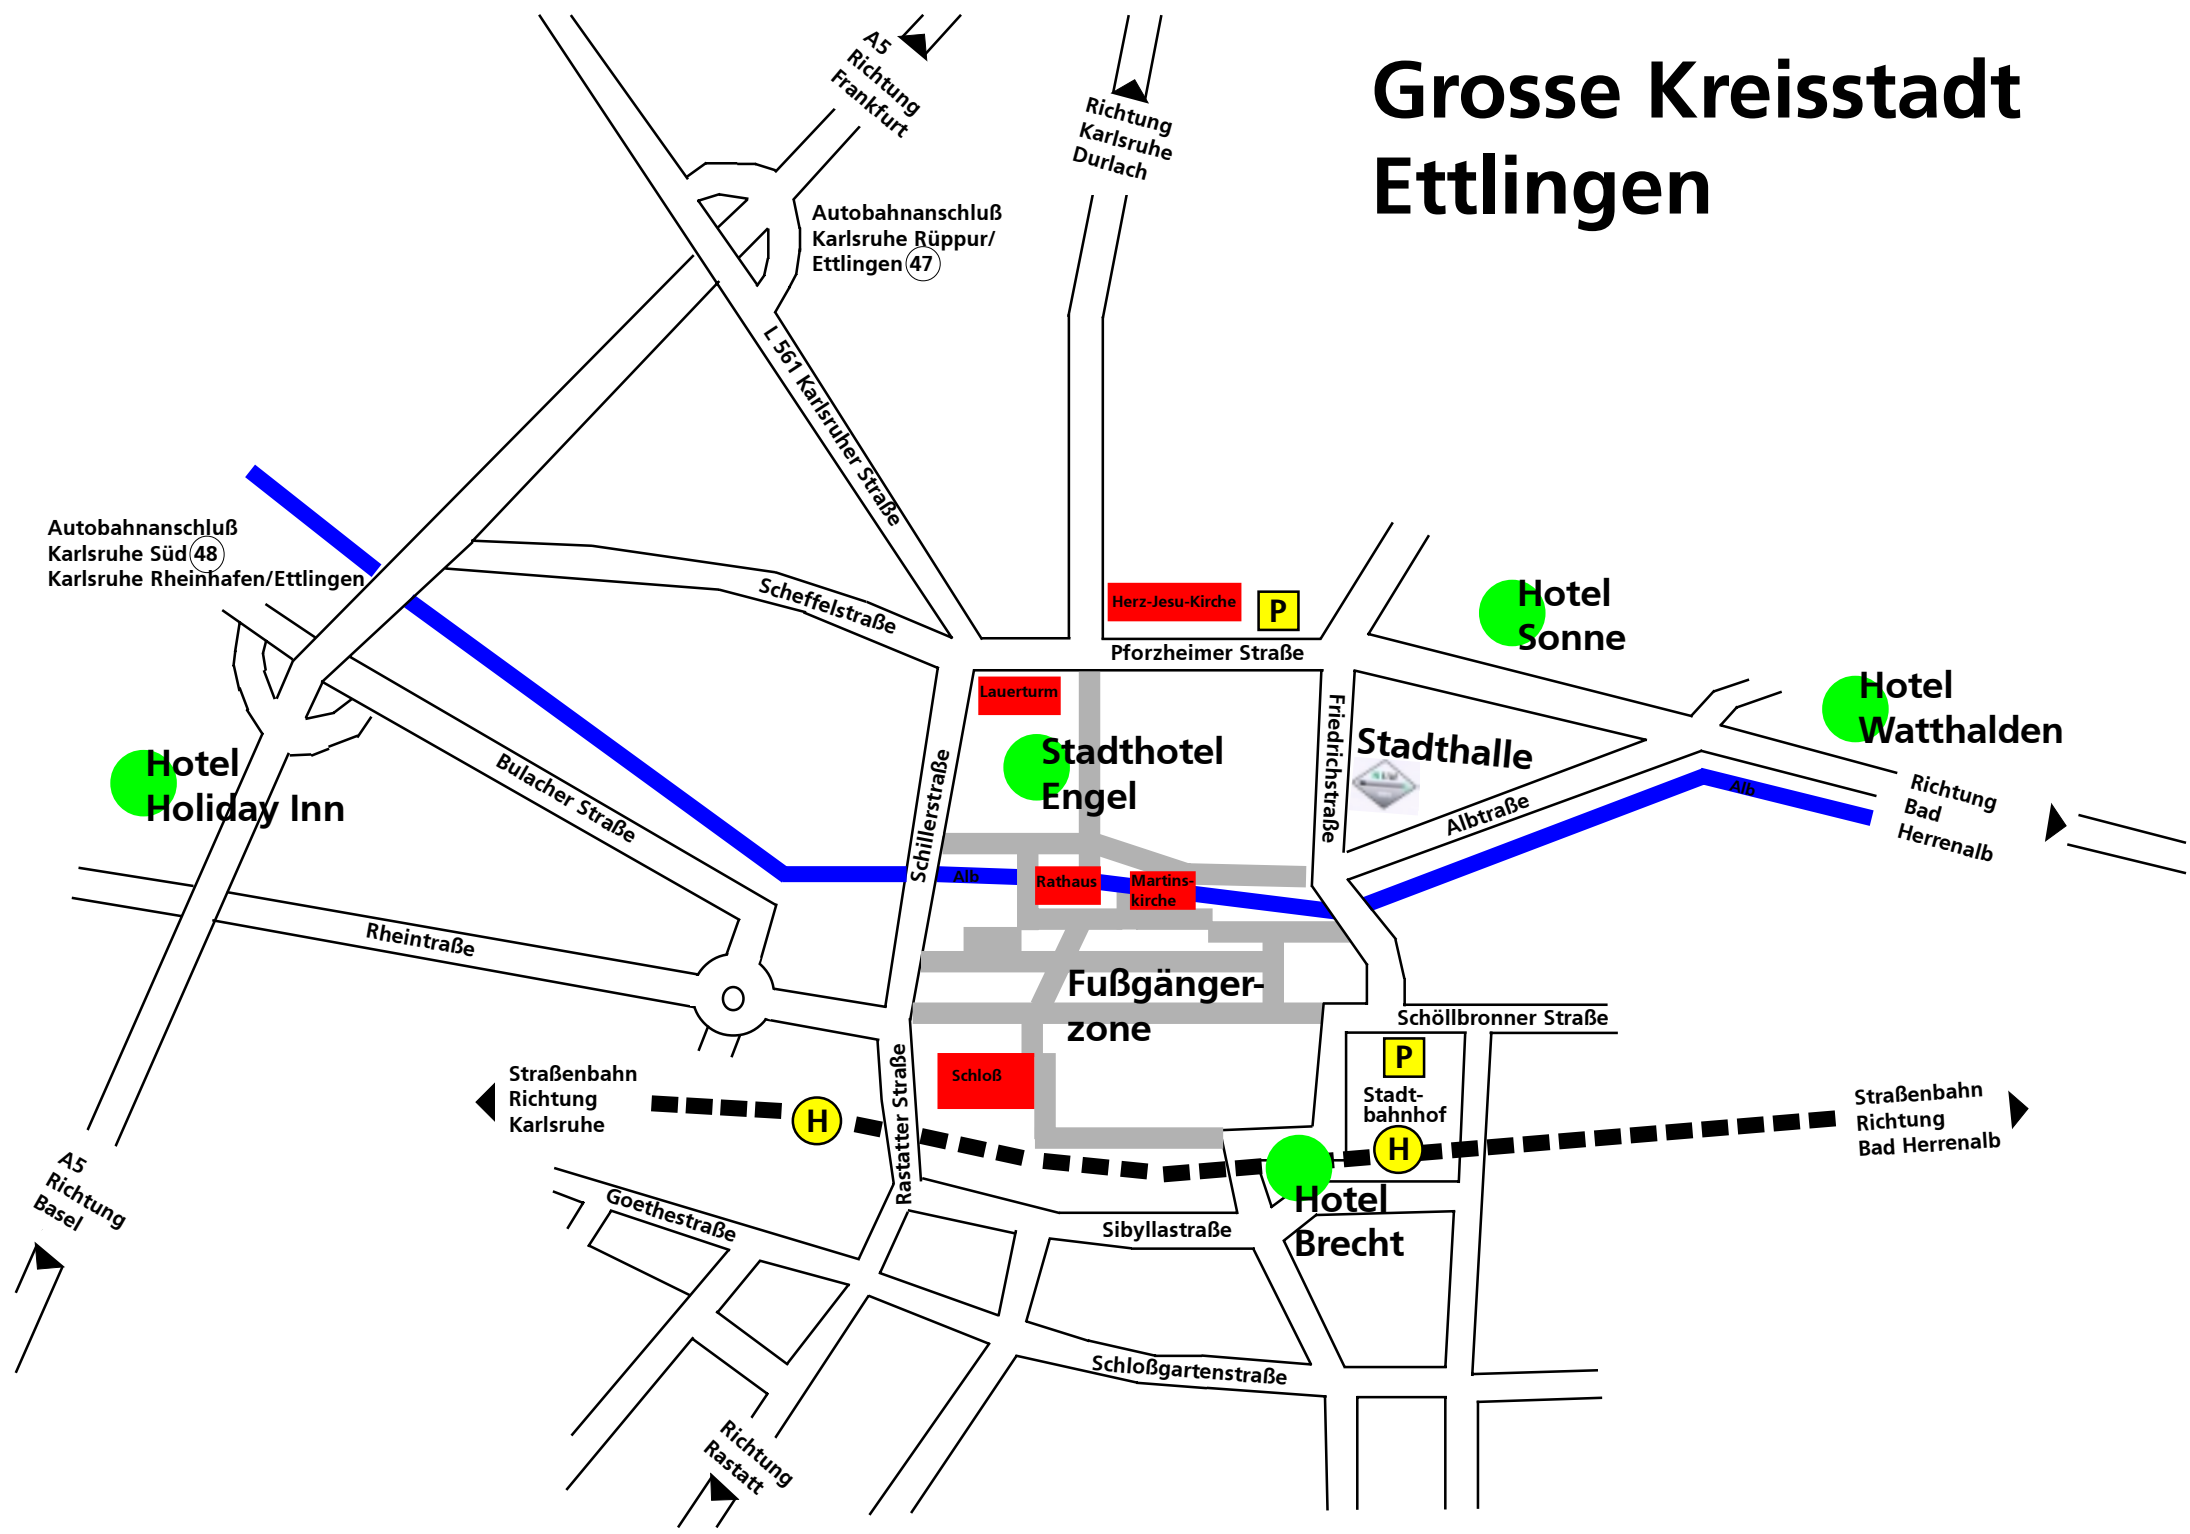 Grosse Kreisstadt
Ettlingen
A5
Richtung
Frankfurt
Richtung
Karlsruhe
Durlach
Autobahnanschluß
Karlsruhe Rüppur/
Ettlingen 47
L 561 Karlsruher Straße
Autobahnanschluß
Karlsruhe Süd 48
Karlsruhe Rheinhafen/Ettlingen
Scheffelstraße
Herz-Jesu-Kirche
P
Pforzheimer Straße
Hotel
Sonne
Hotel
Watthalden
Lauerturm
Friedrichstraße
Stadthalle
Stadthotel
Engel
Hotel
Holiday Inn
Bulacher Straße
Schillerstraße
Albtraße
Alb
Richtung
Bad
Herrenalb
Alb
Rathaus
Martins-
kirche
Rheintraße
Fußgänger-
zone
Schöllbronner Straße
P
Stadt-
bahnhof
H
Schloß
Straßenbahn
Richtung
Karlsruhe
H
Rastatter Straße
Straßenbahn
Richtung
Bad Herrenalb
A5
Richtung
Basel
Goethestraße
Sibyllastraße
Hotel
Brecht
Schloßgartenstraße
Richtung
Rastatt